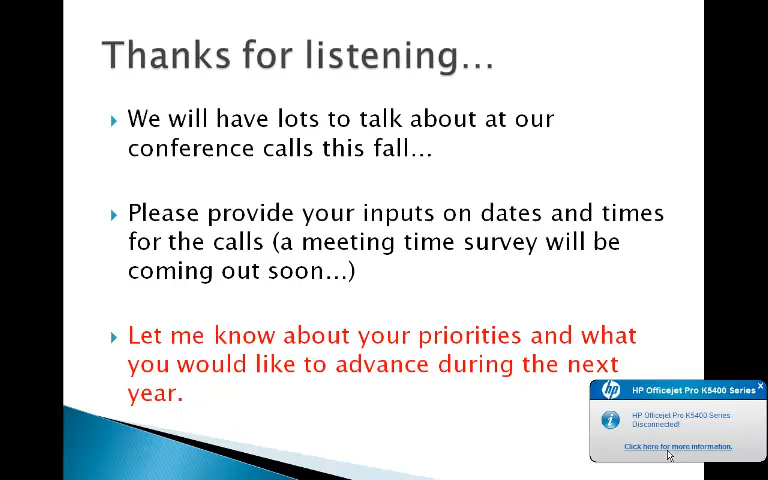 Thanks for listening...
We will have lots to talk about at our
conference calls this fall...
Please provide your inputs on dates and times
for the calls (a meeting time survey will be
coming out soon...)
Let me know about your priorities and what
you would like to advance during the next
year.
hp HP Officejet Pro K5400 Series
HP Officejet Pro K5400 Series
Disconnected!
Click here for more information.